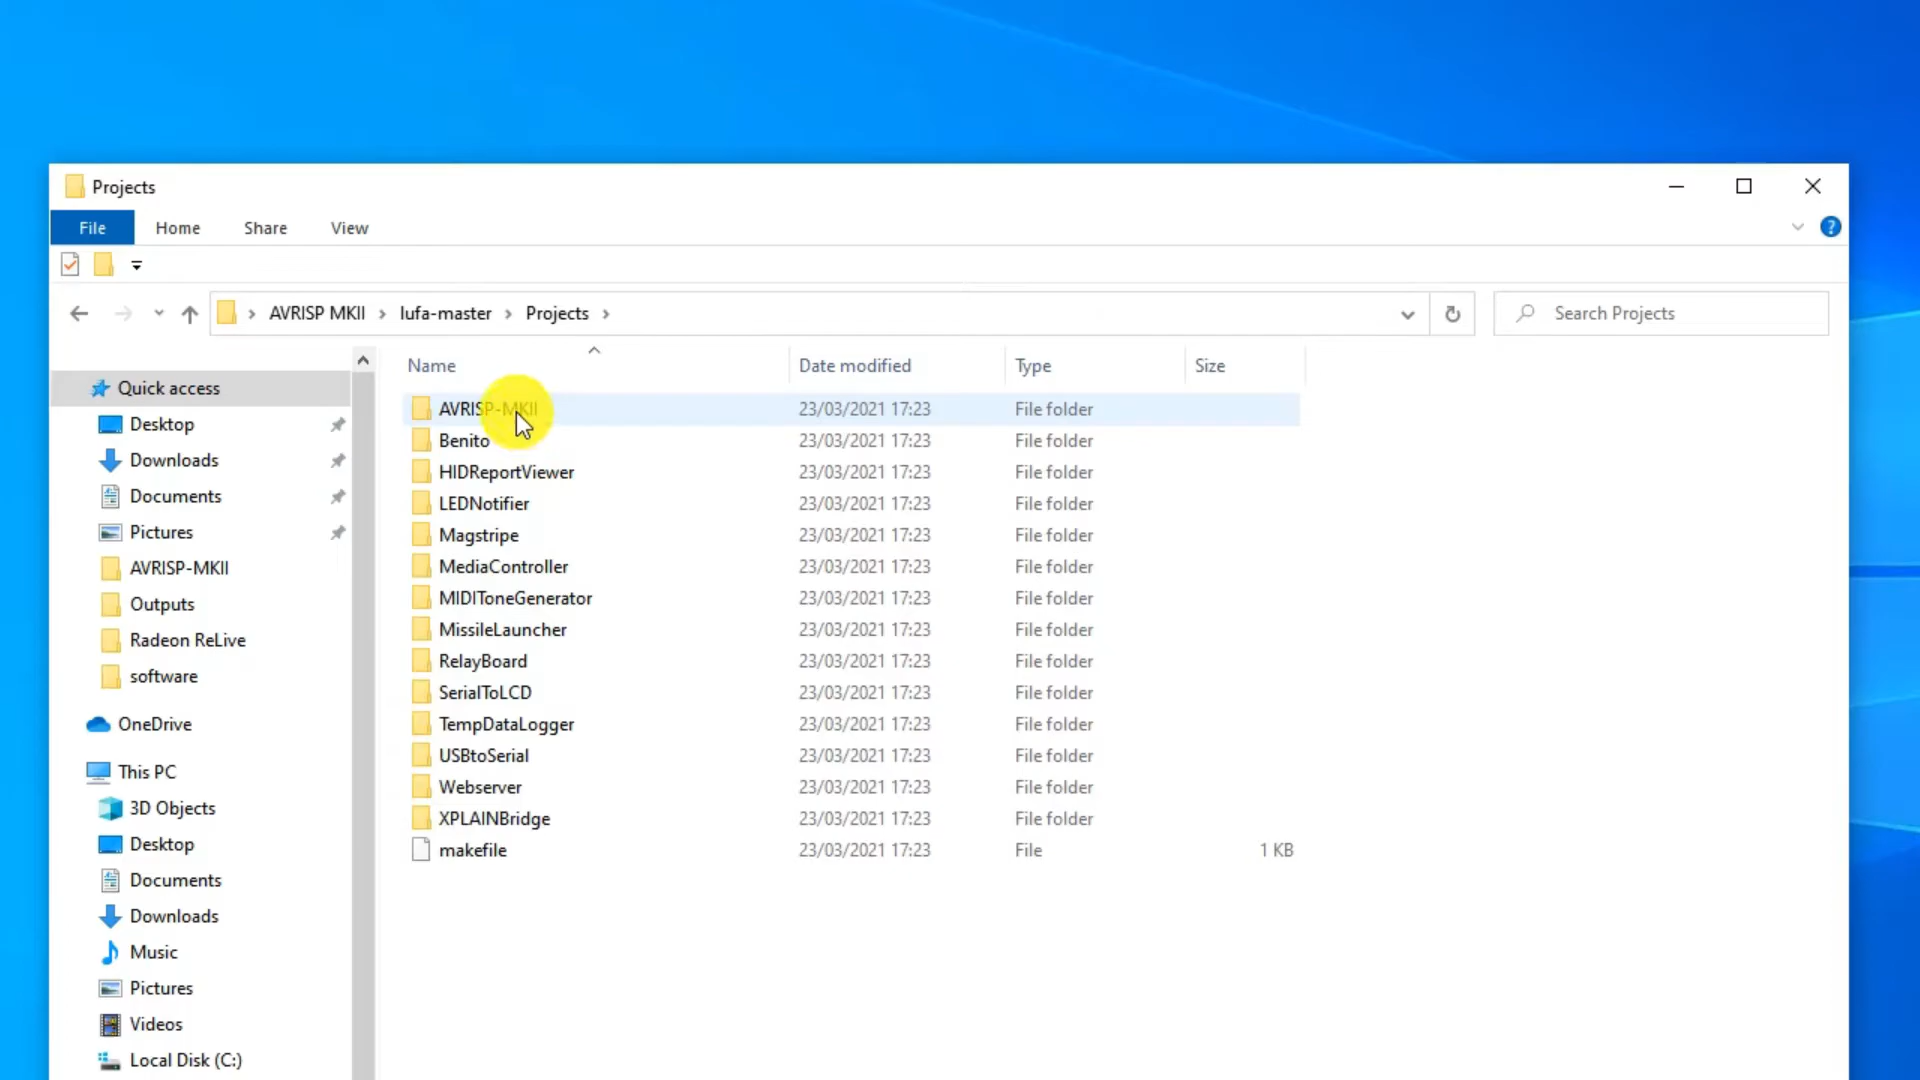 Projects
File Home Share View
AVRISP MKII lufa-master Projects
Search Projects
Name Date modified Type Size
Quick access
Desktop
Downloads
Documents
Pictures
AVRISP-MKII
Outputs
Radeon ReLive
software
OneDrive
This PC
3D Objects
Desktop
Documents
Downloads
Music
Pictures
Videos
Local Disk (C:)
AVRISP-MKII 23/03/2021 17:23 File folder
Benito 23/03/2021 17:23 File folder
HIDReportViewer 23/03/2021 17:23 File folder
LEDNotifier 23/03/2021 17:23 File folder
Magstripe 23/03/2021 17:23 File folder
MediaController 23/03/2021 17:23 File folder
MIDIToneGenerator 23/03/2021 17:23 File folder
MissileLauncher 23/03/2021 17:23 File folder
RelayBoard 23/03/2021 17:23 File folder
SerialToLCD 23/03/2021 17:23 File folder
TempDataLogger 23/03/2021 17:23 File folder
USBtoSerial 23/03/2021 17:23 File folder
Webserver 23/03/2021 17:23 File folder
XPLAINBridge 23/03/2021 17:23 File folder
makefile 23/03/2021 17:23 File 1 KB